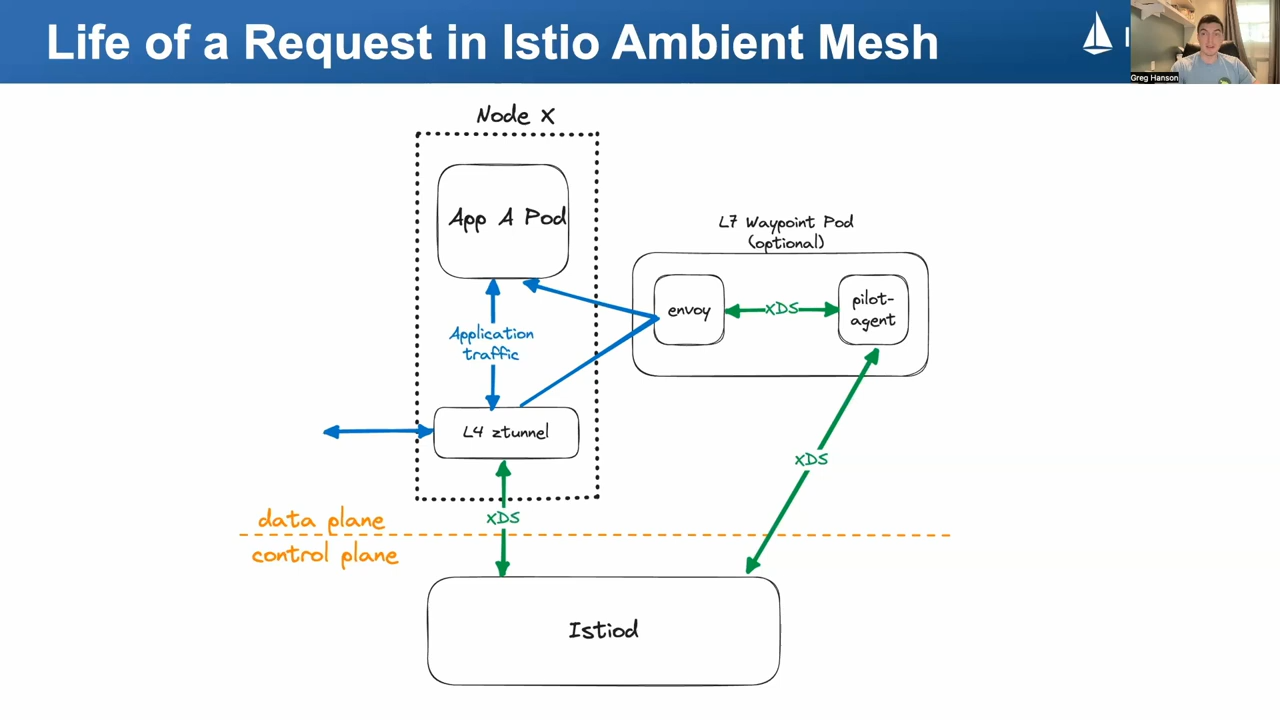 Life of a Request in Istio Ambient Mesh
Greg Hanson
Node X
App A Pod
L7 Waypoint Pod
(optional)
envoy
XDS
pilot-
agent
Application
traffic
L4 ztunnel
XDS
XDS
data plane
control plane
Istiod